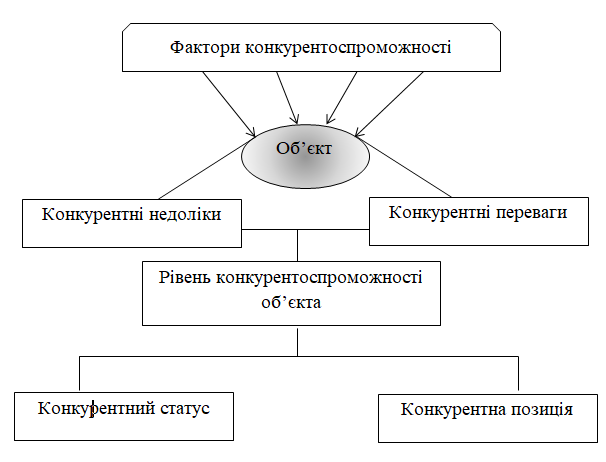 Фактори конкурентоспроможності
Об’єкт
Конкурентні недоліки
Конкурентні переваги
Рівень конкурентоспроможності
об’єкта
Конкурентний статус
Конкурентна позиція